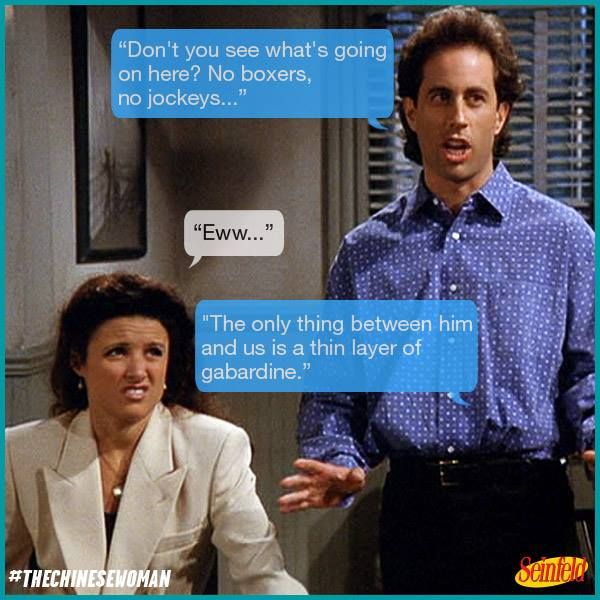 “Don't you see what's going
on here? No boxers,
no jockeys...”
“Eww...”
"The only thing between him
and us is a thin layer of
gabardine.”
#THECHINESEWOMAN
Seinfeld